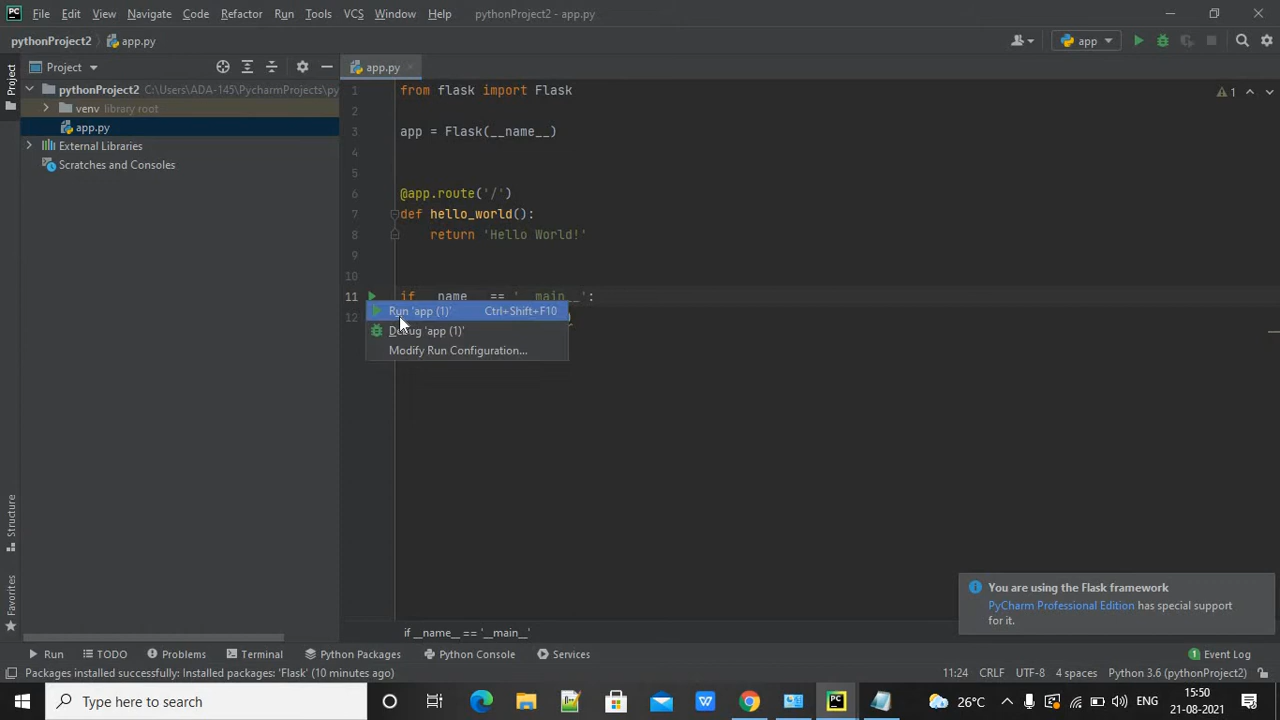 PC File Edit View Navigate Code Refactor Run Tools VCS Window Help pythonProject2 - app.py
pythonProject2 app.py app
Project
Project
app.py
pythonProject2 C:\Users\ADA-145\PycharmProjects\py
venv library root
app.py
External Libraries
Scratches and Consoles
Structure
Favorites
1 from flask import Flask
1
2
3 app = Flask(__name__)
4
5
6 @app.route('/')
7 def hello_world():
8 return 'Hello World!'
9
10
11 if __name__ == '__main__':
12 )
Run 'app (1)' Ctrl+Shift+F10
Debug 'app (1)'
Modify Run Configuration...
You are using the Flask framework
PyCharm Professional Edition has special support
for it.
if __name__ == '__main__'
Run TODO Problems Terminal Python Packages Python Console Services 1 Event Log
Packages installed successfully: Installed packages: 'Flask' (10 minutes ago) 11:24 CRLF UTF-8 4 spaces Python 3.6 (pythonProject2)
Type here to search
PC
26°C
ENG
15:50
21-08-2021